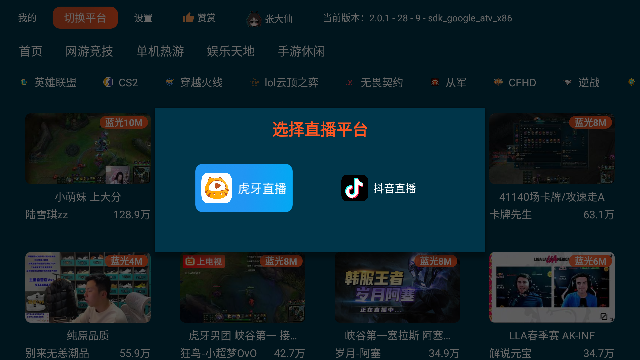 我的
切换平台
设置
赞赏
张大仙
当前版本：2.0.1 - 28 - 9 - sdk_google_atv_x86
首页
网游竞技
单机热游
娱乐天地
手游休闲
英雄联盟
CS2
穿越火线
lol云顶之弈
无畏契约
从军
CFHD
逆战
蓝光10M
蓝光8M
选择直播平台
虎牙直播
抖音直播
小萌妹 上大分
陆雪琪zz
128.9万
41140场卡牌/攻速走A
卡牌先生
63.1万
蓝光4M
上电视
蓝光8M
蓝光8M
蓝光6M
韩服王者
岁月阿塞
正在直播中...
纯原品质
别来无恙潮品
55.9万
虎牙男团 峡谷第一 接...
狂鸟·小超梦OvO
42.7万
峡谷第一塞拉斯 阿塞...
岁月-阿塞
34.9万
LLA春季赛 AK-INF
解说元宝
34.7万